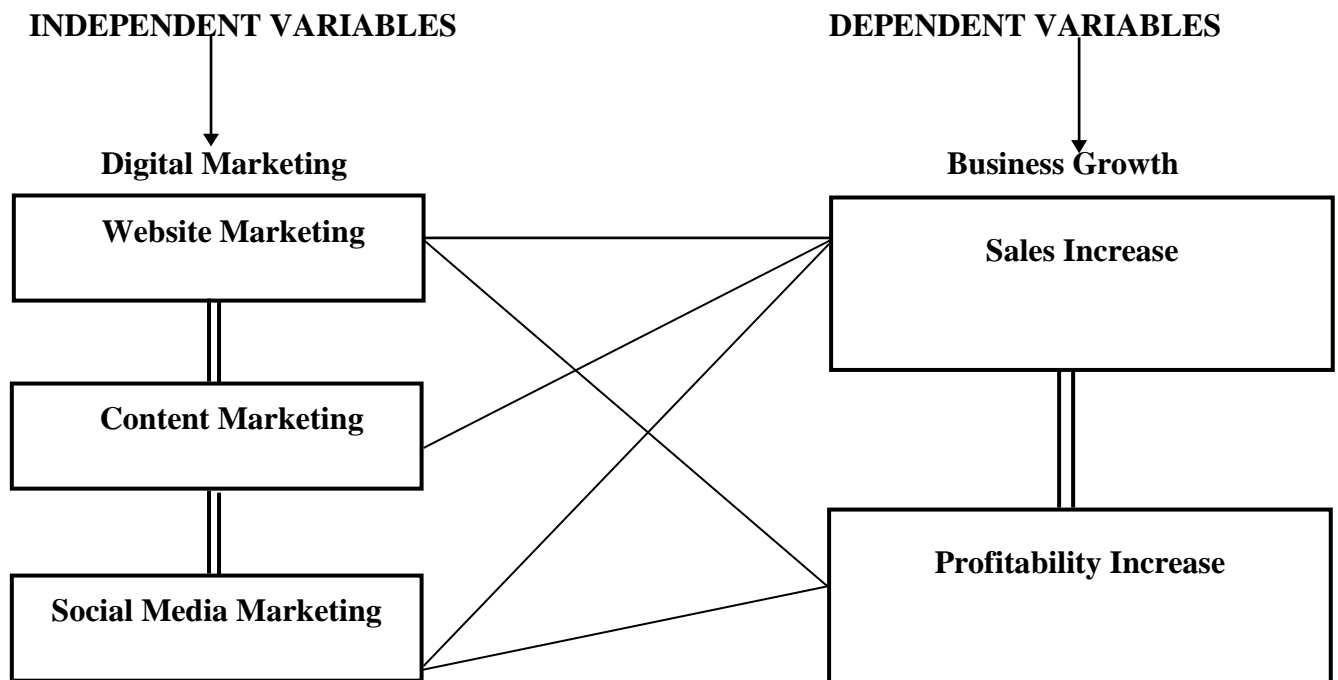 INDEPENDENT VARIABLES
DEPENDENT VARIABLES
Digital Marketing
Business Growth
Website Marketing
Sales Increase
Content Marketing
Profitability Increase
Social Media Marketing